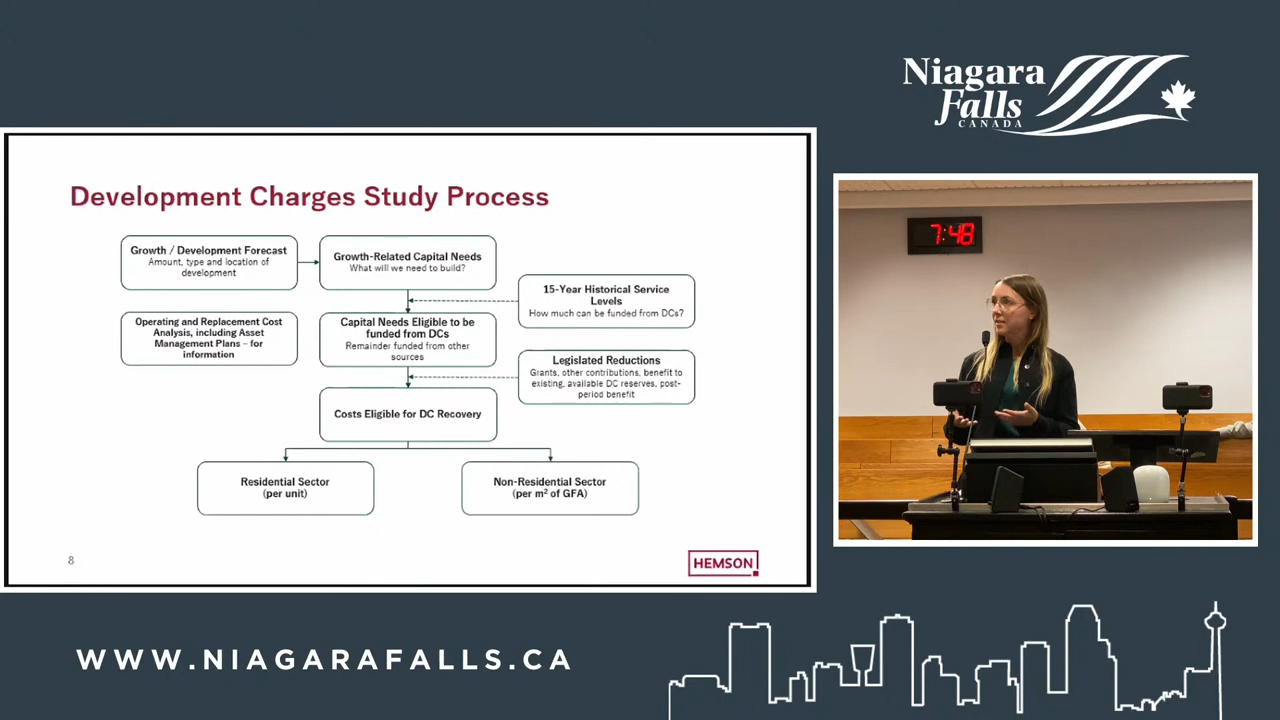 Niagara
Falls
CANADA
7:48
Development Charges Study Process
Growth / Development Forecast
Amount, type and location of
development
Growth-Related Capital Needs
What will we need to build?
15-Year Historical Service
Levels
How much can be funded from DCs?
Operating and Replacement Cost
Analysis, including Asset
Management Plans – for
information
Capital Needs Eligible to be
funded from DCs
Remainder funded from other
sources
Legislated Reductions
Grants, other contributions, benefit to
existing, available DC reserves, post-
period benefit
Costs Eligible for DC Recovery
Residential Sector
(per unit)
Non-Residential Sector
(per m² of GFA)
8
HEMSON
WWW.NIAGARAFALLS.CA